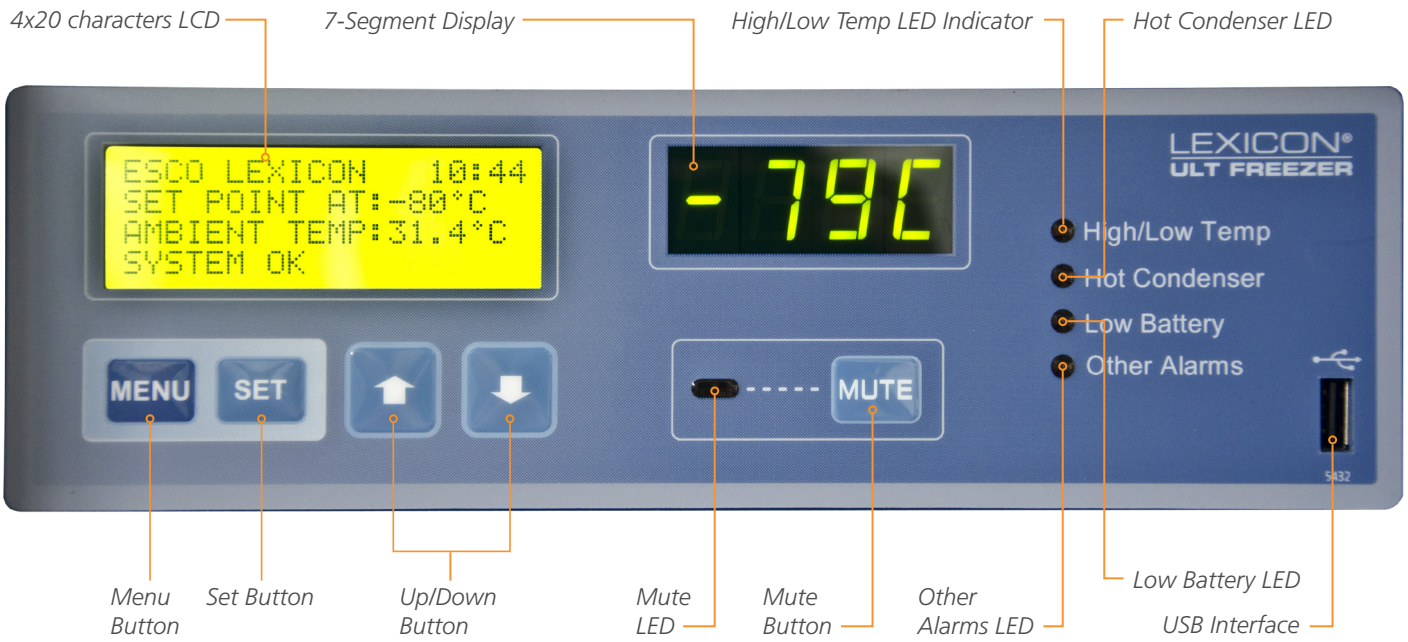 4x20 characters LCD
7-Segment Display
High/Low Temp LED Indicator
Hot Condenser LED
ESCO LEXICON 10:44
SET POINT AT:-80°C
AMBIENT TEMP:31.4°C
SYSTEM OK
-79C
LEXICON®
ULT FREEZER
High/Low Temp
Hot Condenser
Low Battery
Other Alarms
MENU
SET
MUTE
5432
Menu
Button
Set Button
Up/Down
Button
Mute
LED
Mute
Button
Other
Alarms LED
Low Battery LED
USB Interface